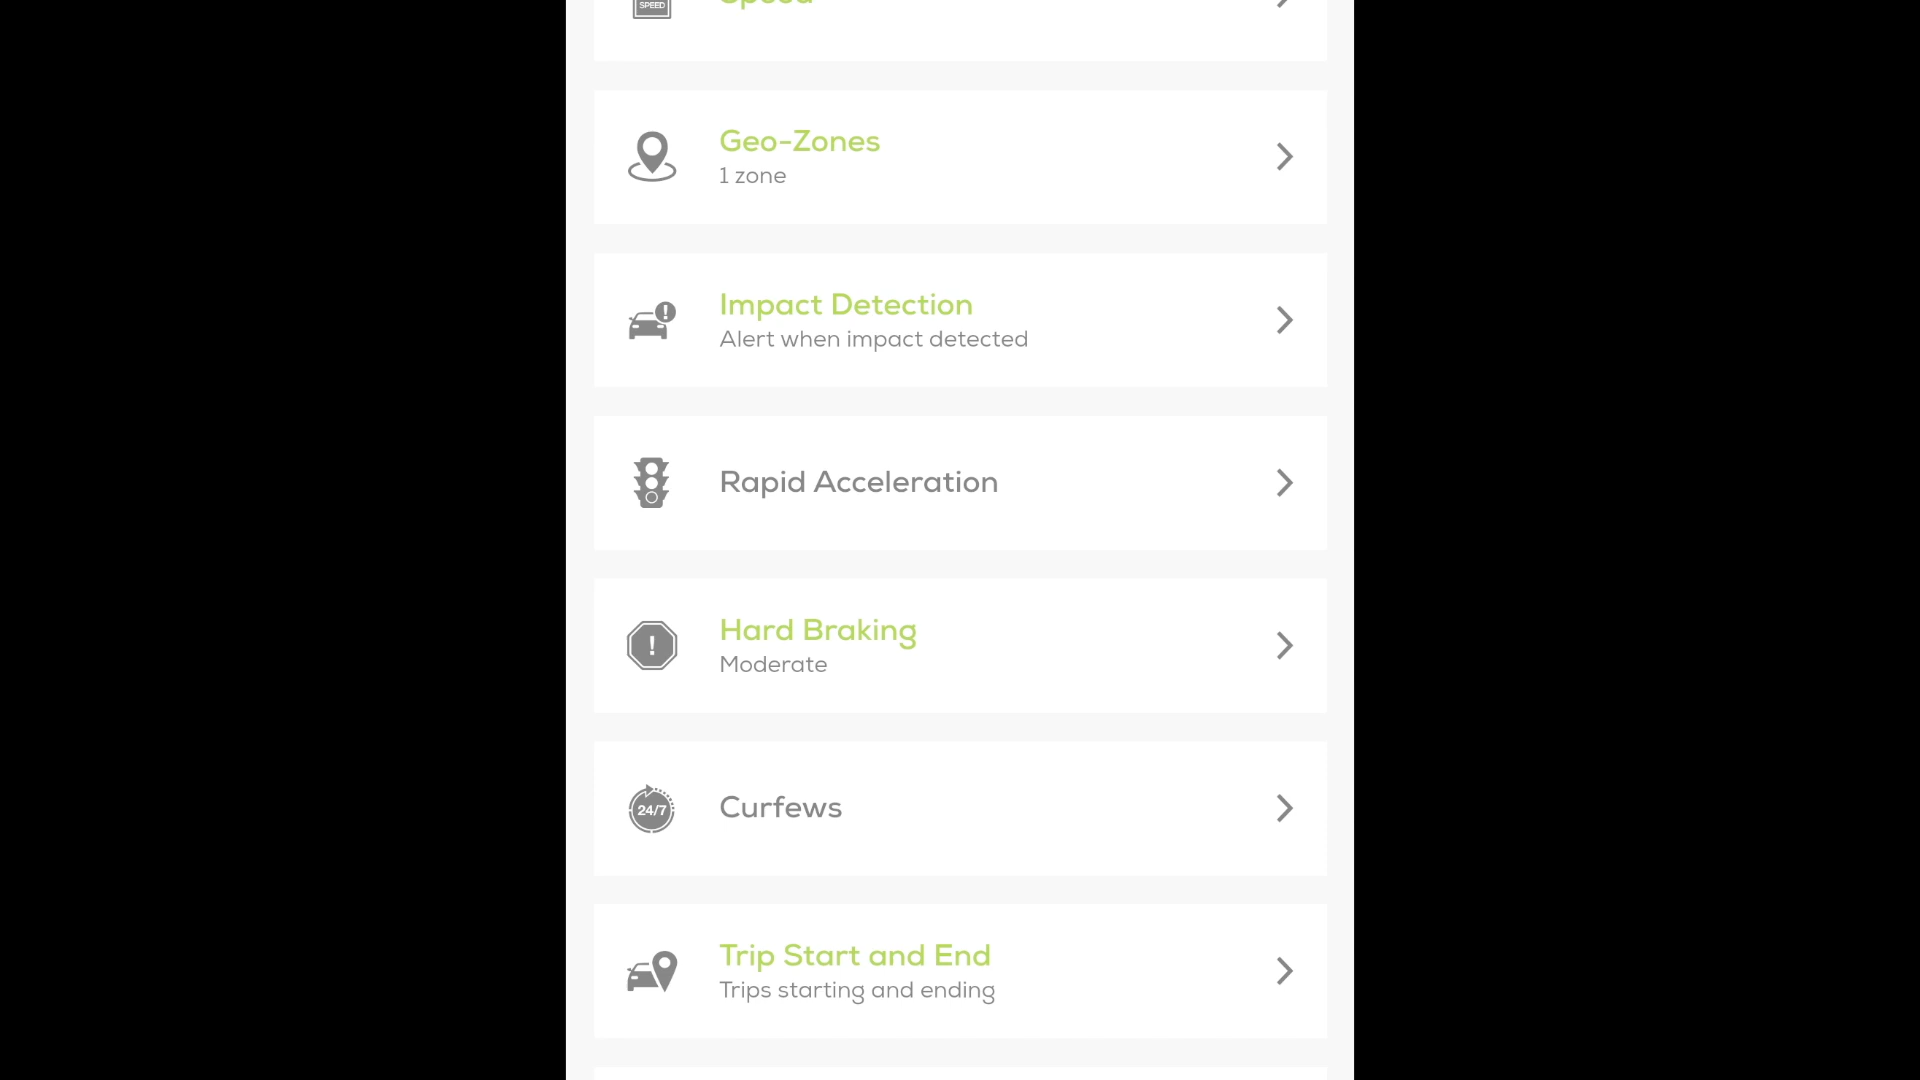 SPEED
Speed
Geo-Zones
1 zone
Impact Detection
Alert when impact detected
Rapid Acceleration
Hard Braking
Moderate
24/7
Curfews
Trip Start and End
Trips starting and ending